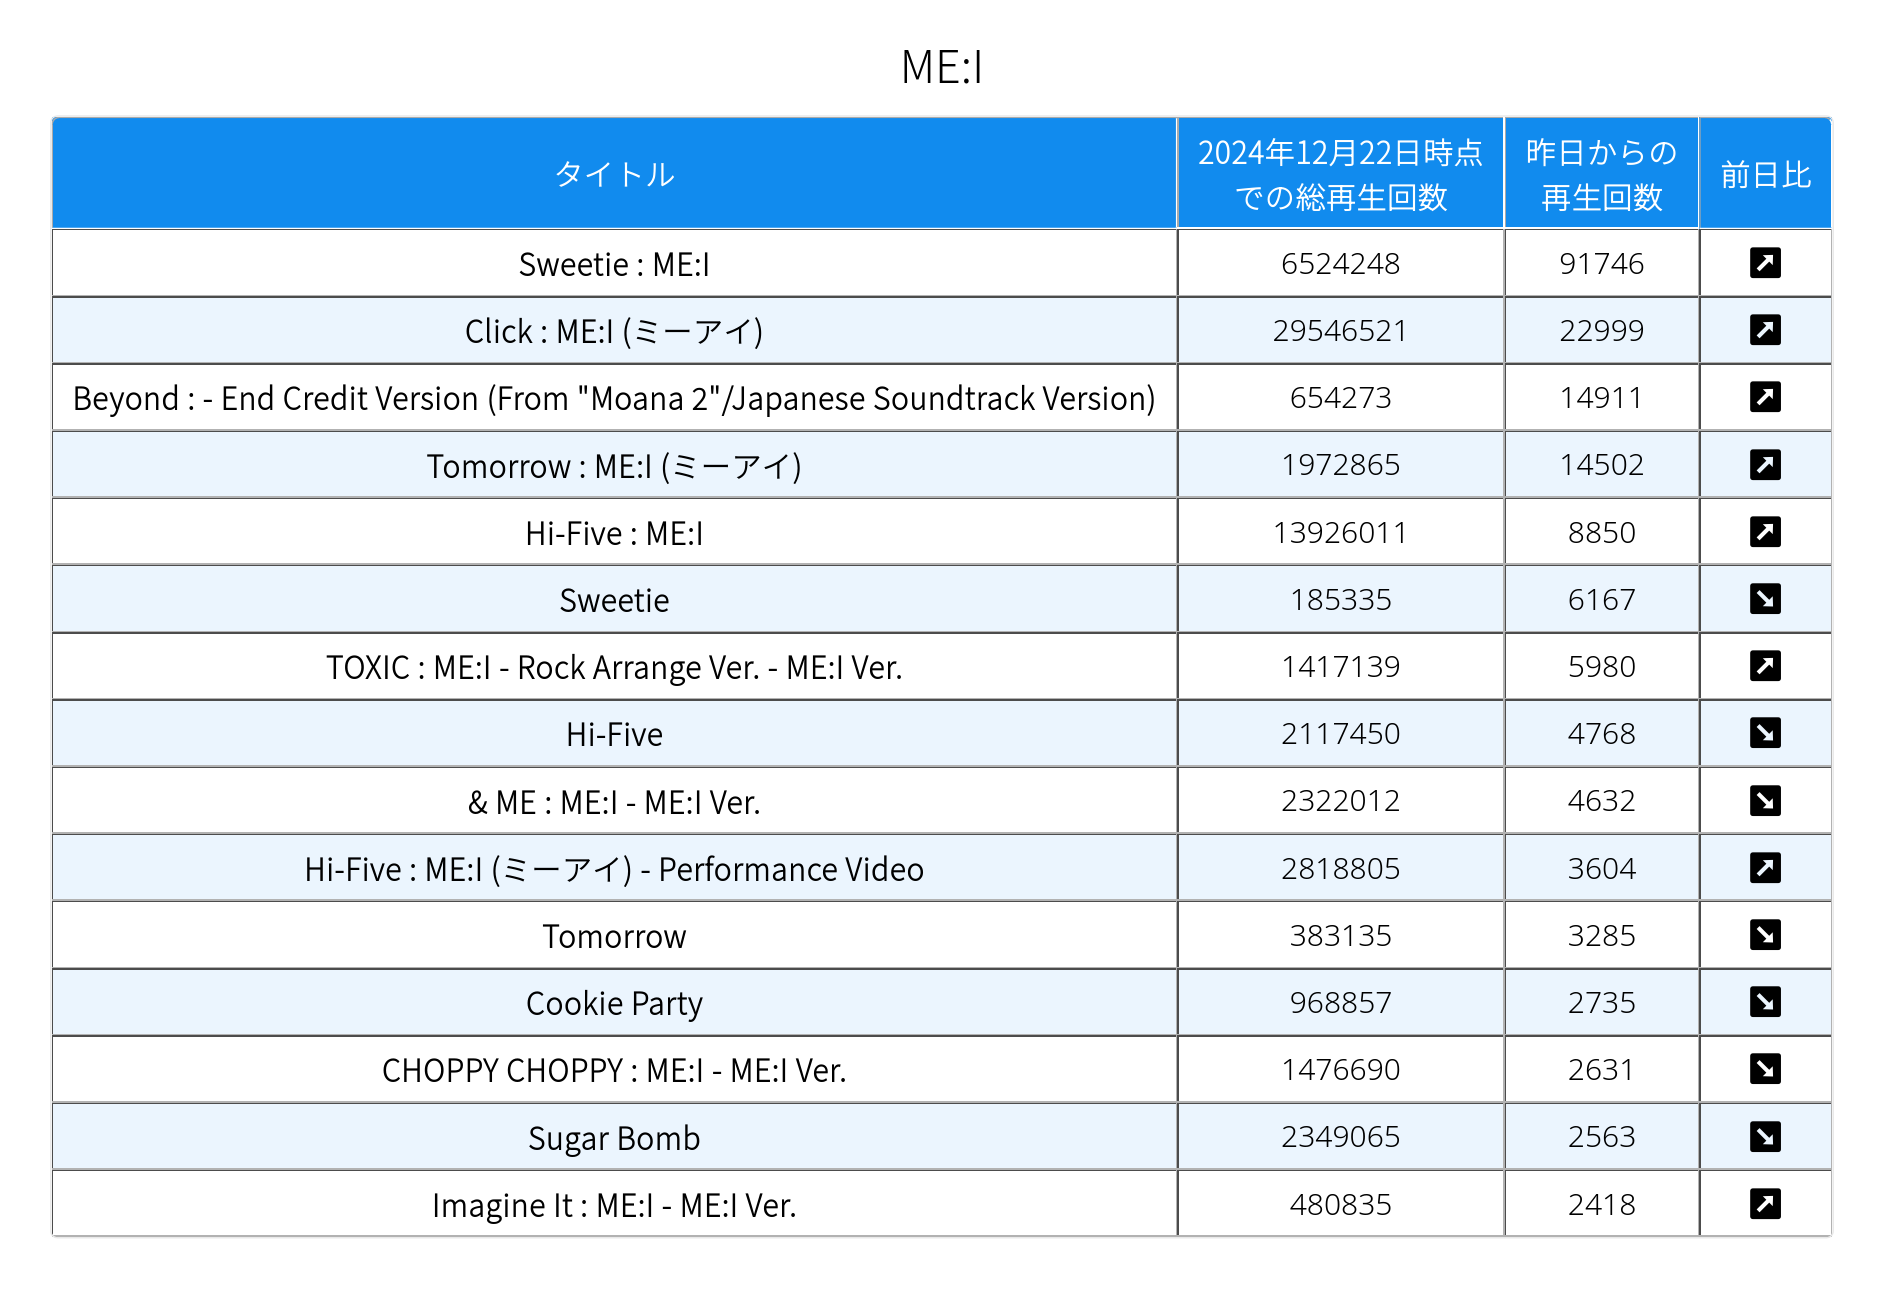 ME:I
タイトル 2024年12月22日時点での総再生回数 昨日からの再生回数 前日比
Sweetie : ME:I 6524248 91746
Click : ME:I (ミーアイ) 29546521 22999
Beyond : - End Credit Version (From "Moana 2"/Japanese Soundtrack Version) 654273 14911
Tomorrow : ME:I (ミーアイ) 1972865 14502
Hi-Five : ME:I 13926011 8850
Sweetie 185335 6167
TOXIC : ME:I - Rock Arrange Ver. - ME:I Ver. 1417139 5980
Hi-Five 2117450 4768
& ME : ME:I - ME:I Ver. 2322012 4632
Hi-Five : ME:I (ミーアイ) - Performance Video 2818805 3604
Tomorrow 383135 3285
Cookie Party 968857 2735
CHOPPY CHOPPY : ME:I - ME:I Ver. 1476690 2631
Sugar Bomb 2349065 2563
Imagine It : ME:I - ME:I Ver. 480835 2418